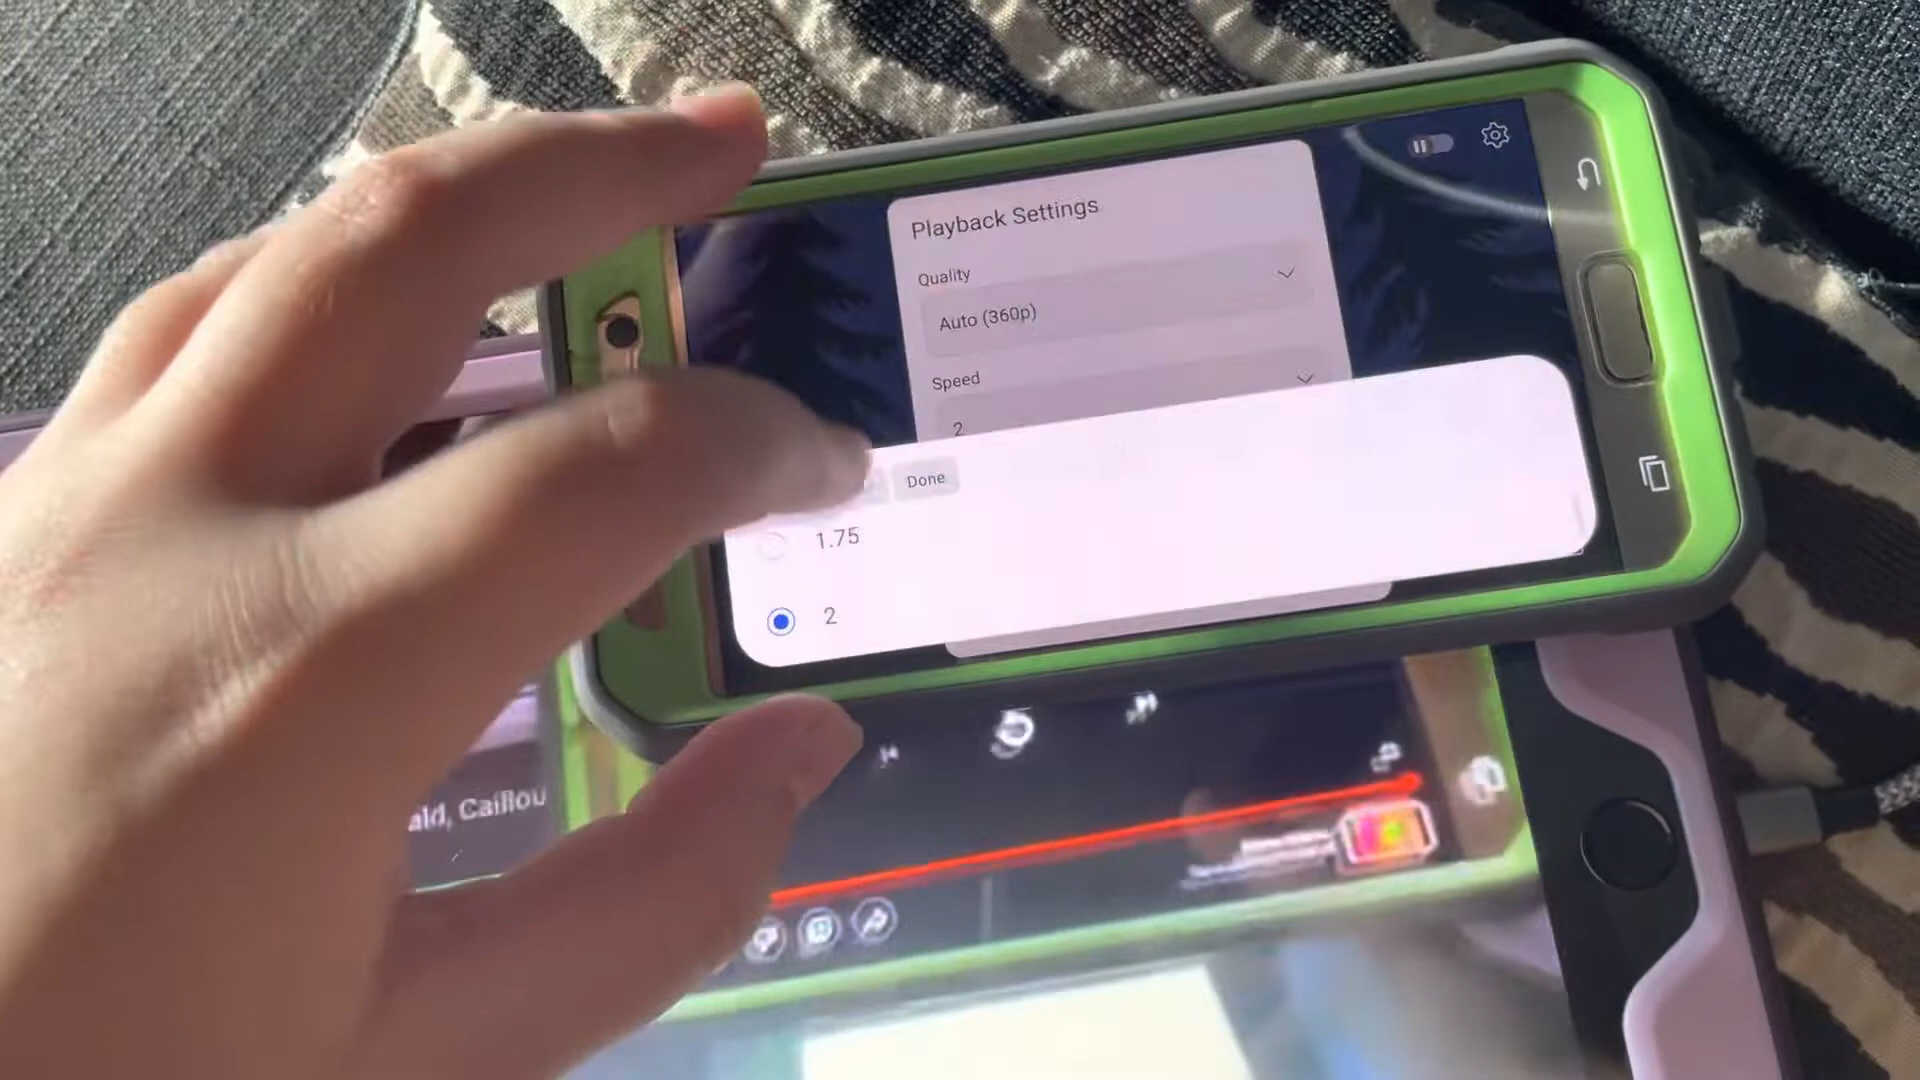 Playback Settings
Quality
Auto (360p)
Speed
2
Done
1.75
2
ald, Caillou